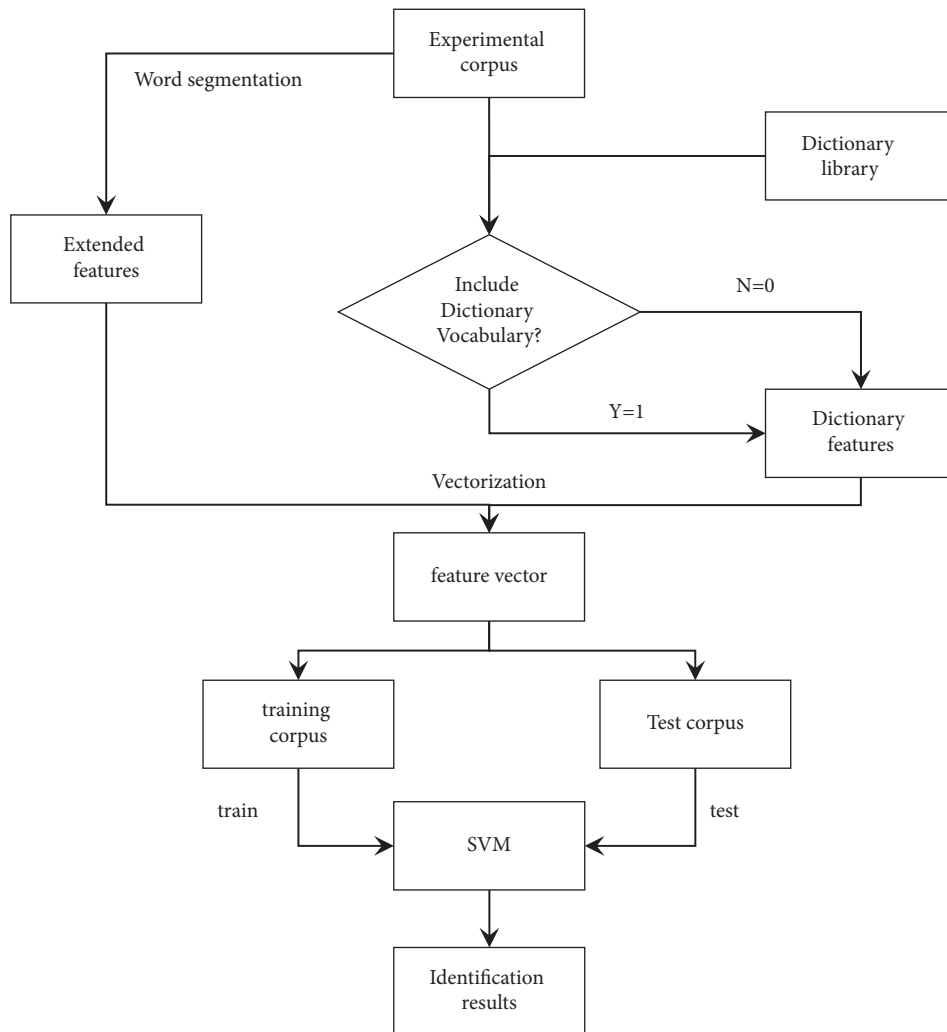 Experimental
corpus
Word segmentation
Dictionary
library
Extended
features
Include
Dictionary
Vocabulary?
N=0
Y=1
Dictionary
features
Vectorization
feature vector
training
corpus
Test corpus
train
test
SVM
Identification
results